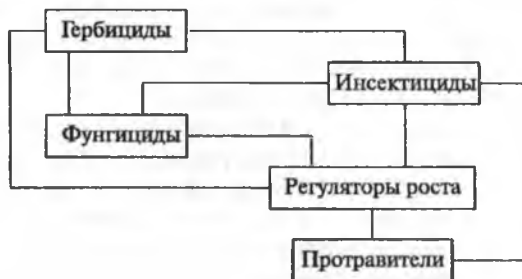 Гербициды
Инсектициды
Фунгициды
Регуляторы роста
Протравители